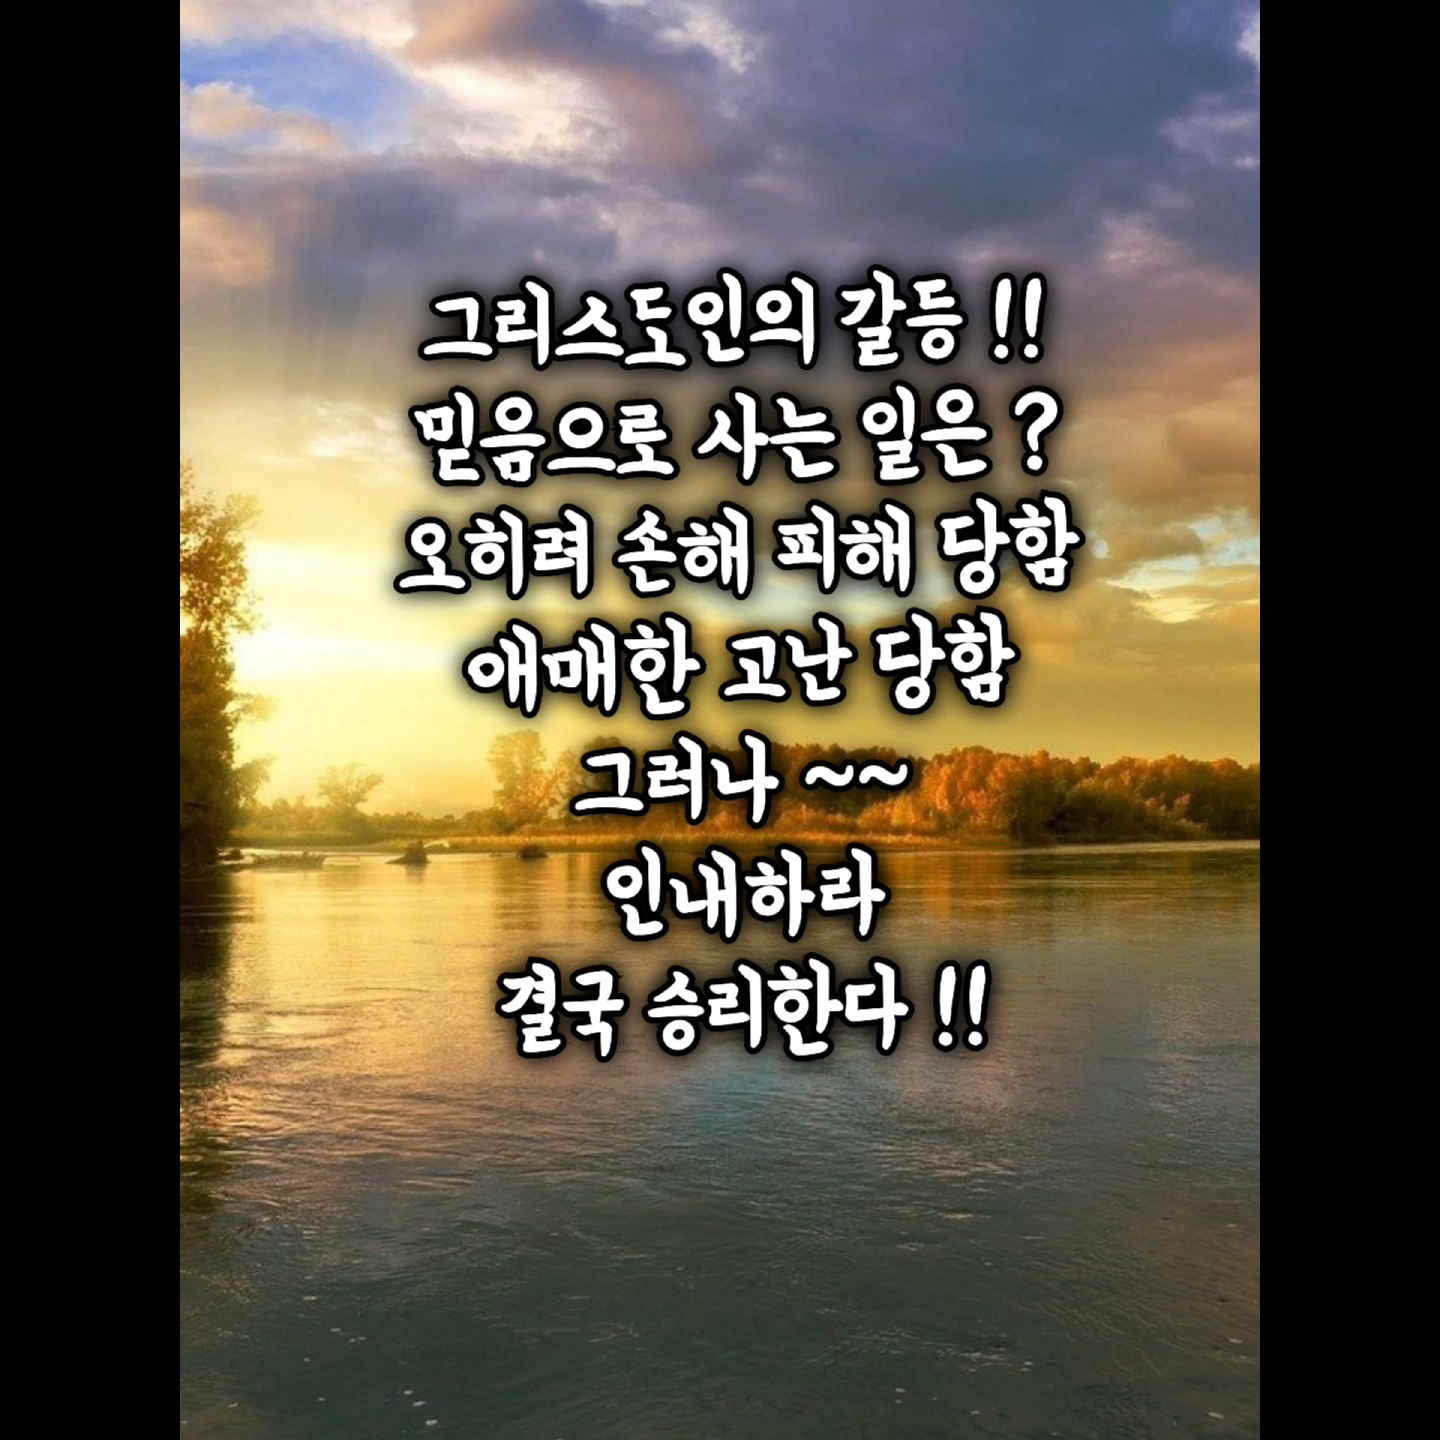 그리스도인의 갈등 !!
믿음으로 사는 일은 ?
오히려 손해 피해 당함
애매한 고난 당함
그러나 ~~
인내하라
결국 승리한다 !!